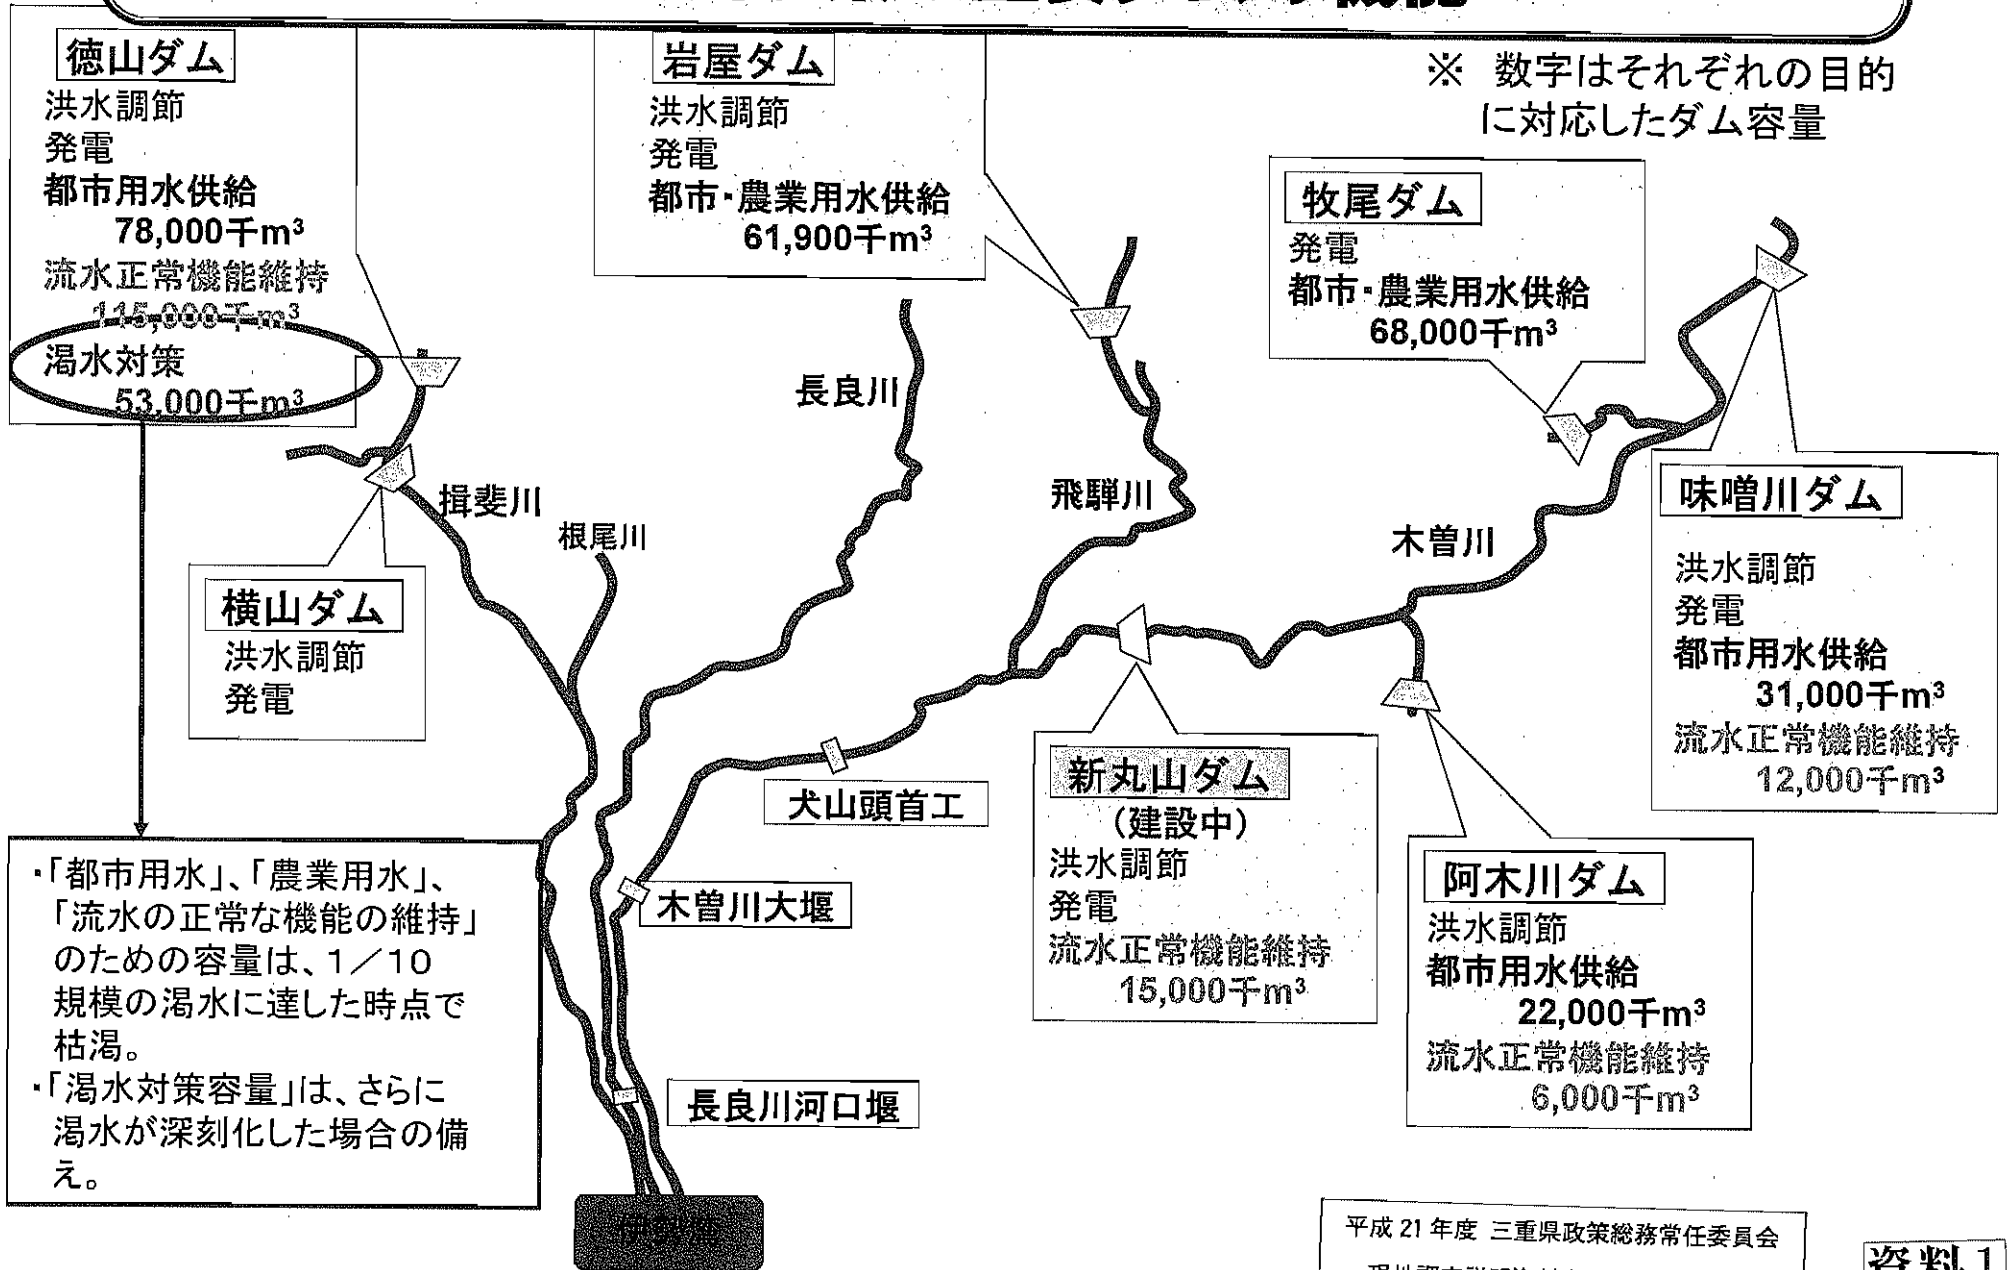 徳山ダム
洪水調節
発電
都市用水供給
78,000千m³
流水正常機能維持
115,000千m³
渇水対策
53,000千m³
岩屋ダム
洪水調節
発電
都市・農業用水供給
61,900千m³
※ 数字はそれぞれの目的
に対応したダム容量
牧尾ダム
発電
都市・農業用水供給
68,000千m³
長良川
揖斐川
根尾川
飛騨川
木曽川
横山ダム
洪水調節
発電
味噌川ダム
洪水調節
発電
都市用水供給
31,000千m³
流水正常機能維持
12,000千m³
犬山頭首工
木曽川大堰
長良川河口堰
新丸山ダム
（建設中）
洪水調節
発電
流水正常機能維持
15,000千m³
阿木川ダム
洪水調節
都市用水供給
22,000千m³
流水正常機能維持
6,000千m³
・「都市用水」、「農業用水」、
「流水の正常な機能の維持」
のための容量は、１／１０
規模の渇水に達した時点で
枯渇。
・「渇水対策容量」は、さらに
渇水が深刻化した場合の備
え。
伊勢湾
平成 21 年度 三重県政策総務常任委員会
資料１